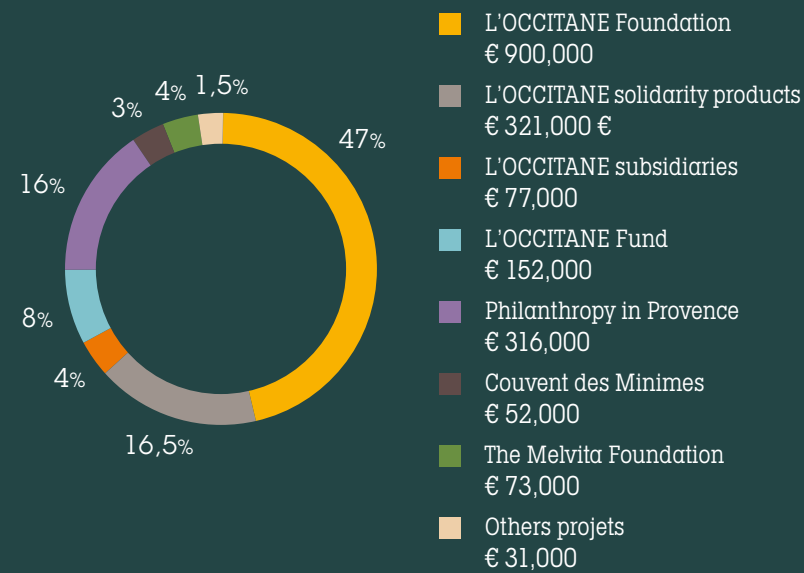 1,5%
4%
3%
47%
16%
8%
4%
16,5%
L'OCCITANE Foundation
€ 900,000
L'OCCITANE solidarity products
€ 321,000 €
L'OCCITANE subsidiaries
€ 77,000
L'OCCITANE Fund
€ 152,000
Philanthropy in Provence
€ 316,000
Couvent des Minimes
€ 52,000
The Melvita Foundation
€ 73,000
Others projets
€ 31,000